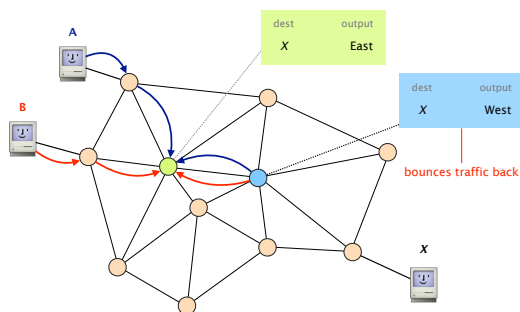 A
dest output
X East
dest output
X West
B
bounces traffic back
X